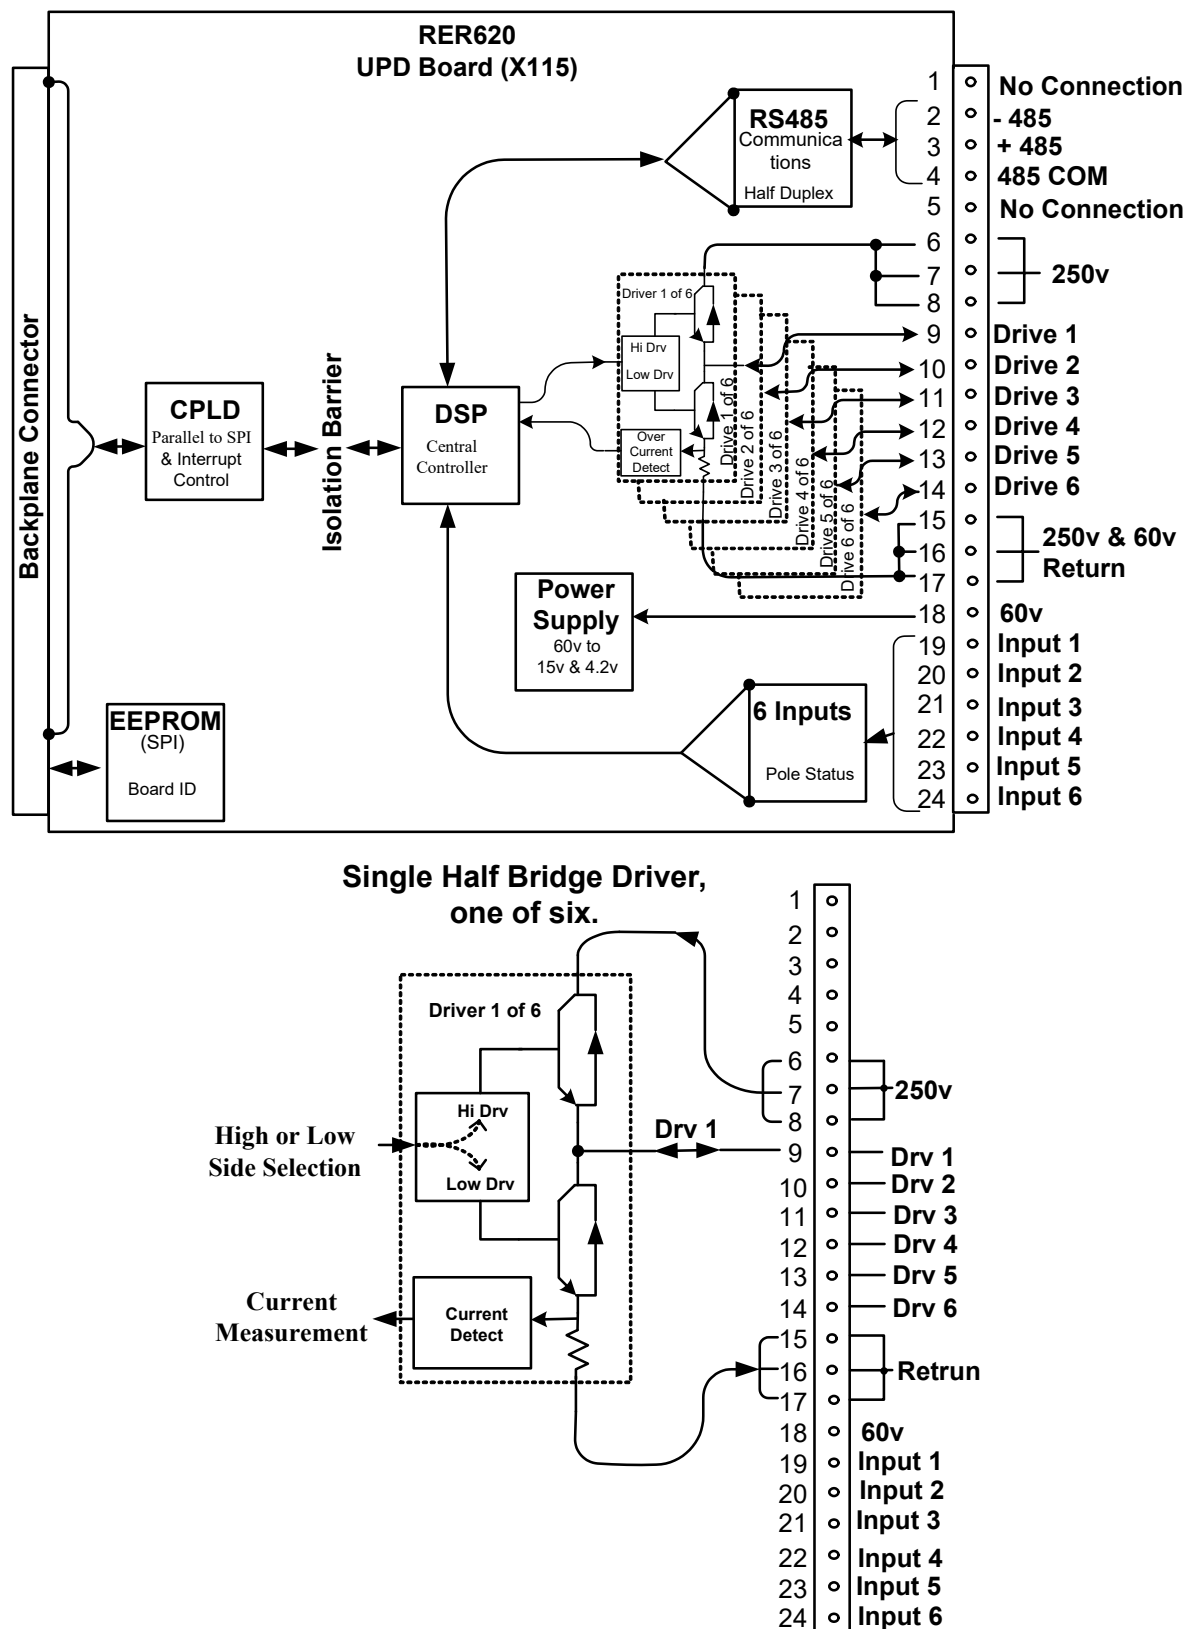 RER620
UPD Board (X115)
Backplane Connector
CPLD
Parallel to SPI
& Interrupt
Control
Isolation Barrier
DSP
Central
Controller
EEPROM
(SPI)
Board ID
RS485
Communica
tions
Half Duplex
Driver 1 of 6
Hi Drv
Low Drv
Over
Current
Detect
Drive 1 of 6
Drive 2 of 6
Drive 3 of 6
Drive 4 of 6
Drive 5 of 6
Drive 6 of 6
Power
Supply
60v to
15v & 4.2v
6 Inputs
Pole Status
1 No Connection
2 - 485
3 + 485
4 485 COM
5 No Connection
6
7 250v
8
9 Drive 1
10 Drive 2
11 Drive 3
12 Drive 4
13 Drive 5
14 Drive 6
15
16 250v & 60v
17 Return
18 60v
19 Input 1
20 Input 2
21 Input 3
22 Input 4
23 Input 5
24 Input 6
Single Half Bridge Driver,
one of six.
Driver 1 of 6
Hi Drv
Low Drv
High or Low
Side Selection
Current
Detect
Current
Measurement
Drv 1
1
2
3
4
5
6
7 250v
8
9 Drv 1
10 Drv 2
11 Drv 3
12 Drv 4
13 Drv 5
14 Drv 6
15
16 Retrun
17
18 60v
19 Input 1
20 Input 2
21 Input 3
22 Input 4
23 Input 5
24 Input 6